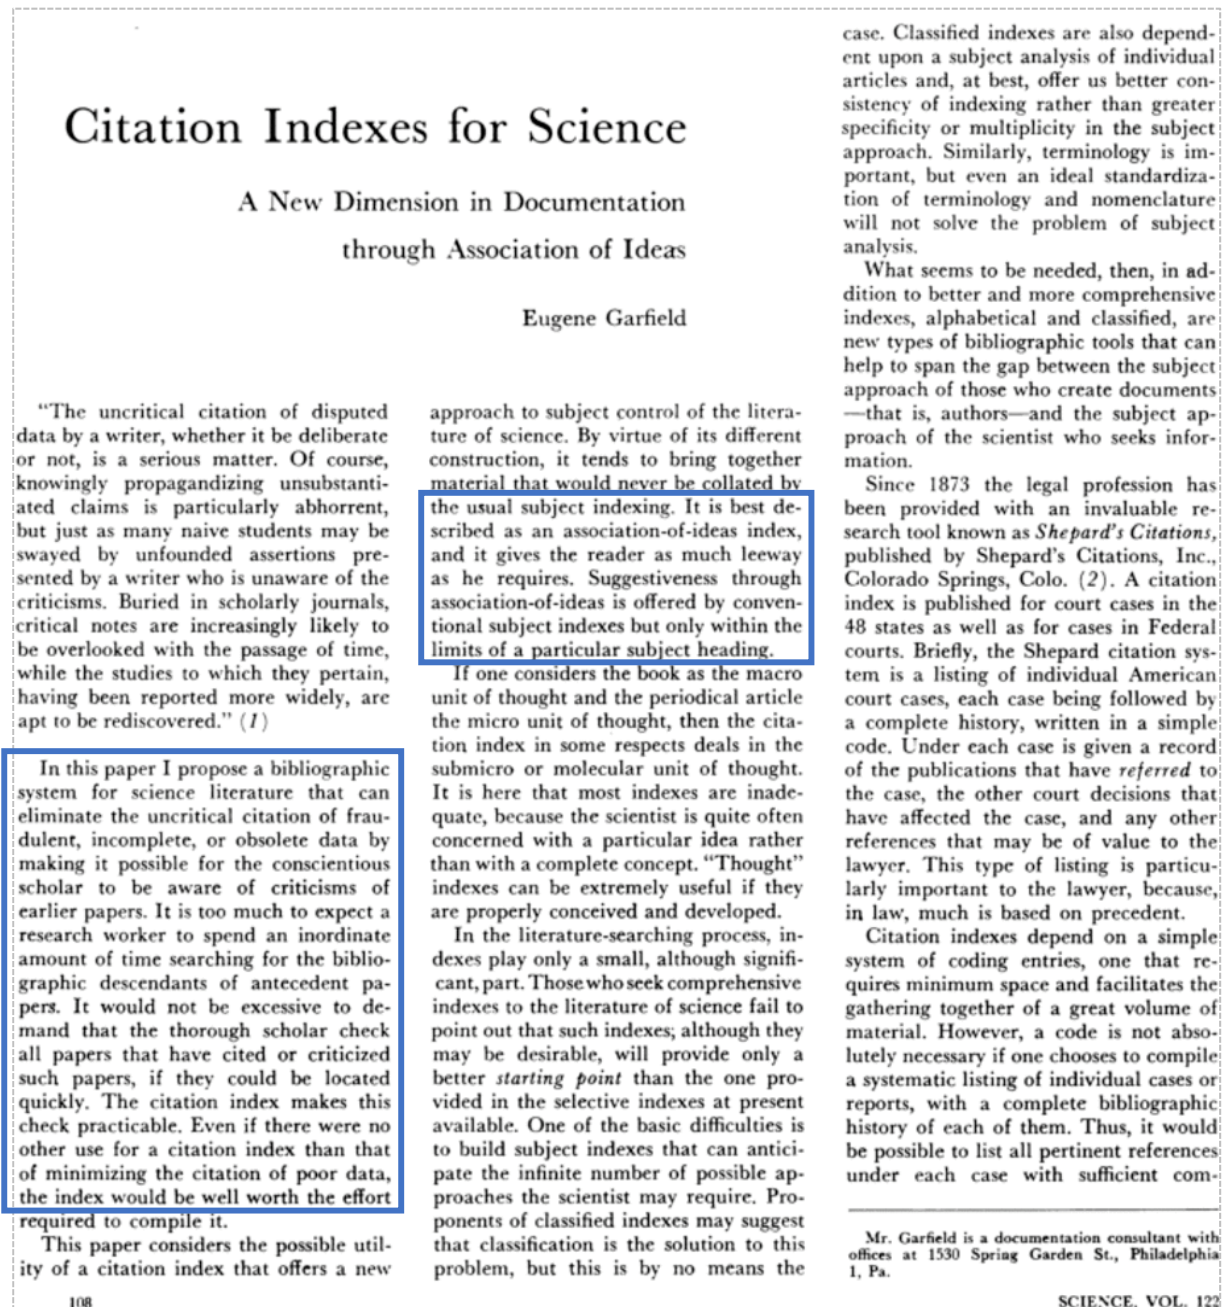 Citation Indexes for Science
A New Dimension in Documentation
through Association of Ideas
Eugene Garfield
“The uncritical citation of disputed
data by a writer, whether it be deliberate
or not, is a serious matter. Of course,
knowingly propagandizing unsubstanti-
ated claims is particularly abhorrent,
but just as many naive students may be
swayed by unfounded assertions pre-
sented by a writer who is unaware of the
criticisms. Buried in scholarly journals,
critical notes are increasingly likely to
be overlooked with the passage of time,
while the studies to which they pertain,
having been reported more widely, are
apt to be rediscovered.” (1)
In this paper I propose a bibliographic
system for science literature that can
eliminate the uncritical citation of frau-
dulent, incomplete, or obsolete data by
making it possible for the conscientious
scholar to be aware of criticisms of
earlier papers. It is too much to expect a
research worker to spend an inordinate
amount of time searching for the biblio-
graphic descendants of antecedent pa-
pers. It would not be excessive to de-
mand that the thorough scholar check
all papers that have cited or criticized
such papers, if they could be located
quickly. The citation index makes this
check practicable. Even if there were no
other use for a citation index than that
of minimizing the citation of poor data,
the index would be well worth the effort
required to compile it.
This paper considers the possible util-
ity of a citation index that offers a new
approach to subject control of the litera-
ture of science. By virtue of its different
construction, it tends to bring together
material that would never be collated by
the usual subject indexing. It is best de-
scribed as an association-of-ideas index,
and it gives the reader as much leeway
as he requires. Suggestiveness through
association-of-ideas is offered by conven-
tional subject indexes but only within the
limits of a particular subject heading.
If one considers the book as the macro
unit of thought and the periodical article
the micro unit of thought, then the cita-
tion index in some respects deals in the
submicro or molecular unit of thought.
It is here that most indexes are inade-
quate, because the scientist is quite often
concerned with a particular idea rather
than with a complete concept. “Thought”
indexes can be extremely useful if they
are properly conceived and developed.
In the literature-searching process, in-
dexes play only a small, although signifi-
cant, part. Those who seek comprehensive
indexes to the literature of science fail to
point out that such indexes, although they
may be desirable, will provide only a
better starting point than the one pro-
vided in the selective indexes at present
available. One of the basic difficulties is
to build subject indexes that can antici-
pate the infinite number of possible ap-
proaches the scientist may require. Pro-
ponents of classified indexes may suggest
that classification is the solution to this
problem, but this is by no means the
case. Classified indexes are also depend-
ent upon a subject analysis of individual
articles and, at best, offer us better con-
sistency of indexing rather than greater
specificity or multiplicity in the subject
approach. Similarly, terminology is im-
portant, but even an ideal standardiza-
tion of terminology and nomenclature
will not solve the problem of subject
analysis.
What seems to be needed, then, in ad-
dition to better and more comprehensive
indexes, alphabetical and classified, are
new types of bibliographic tools that can
help to span the gap between the subject
approach of those who create documents
—that is, authors—and the subject ap-
proach of the scientist who seeks infor-
mation.
Since 1873 the legal profession has
been provided with an invaluable re-
search tool known as Shepard’s Citations,
published by Shepard’s Citations, Inc.,
Colorado Springs, Colo. (2). A citation
index is published for court cases in the
48 states as well as for cases in Federal
courts. Briefly, the Shepard citation sys-
tem is a listing of individual American
court cases, each case being followed by
a complete history, written in a simple
code. Under each case is given a record
of the publications that have referred to
the case, the other court decisions that
have affected the case, and any other
references that may be of value to the
lawyer. This type of listing is particu-
larly important to the lawyer, because,
in law, much is based on precedent.
Citation indexes depend on a simple
system of coding entries, one that re-
quires minimum space and facilitates the
gathering together of a great volume of
material. However, a code is not abso-
lutely necessary if one chooses to compile
a systematic listing of individual cases or
reports, with a complete bibliographic
history of each of them. Thus, it would
be possible to list all pertinent references
under each case with sufficient com-
Mr. Garfield is a documentation consultant with
offices at 1530 Spring Garden St., Philadelphia
1, Pa.
108
SCIENCE, VOL. 122